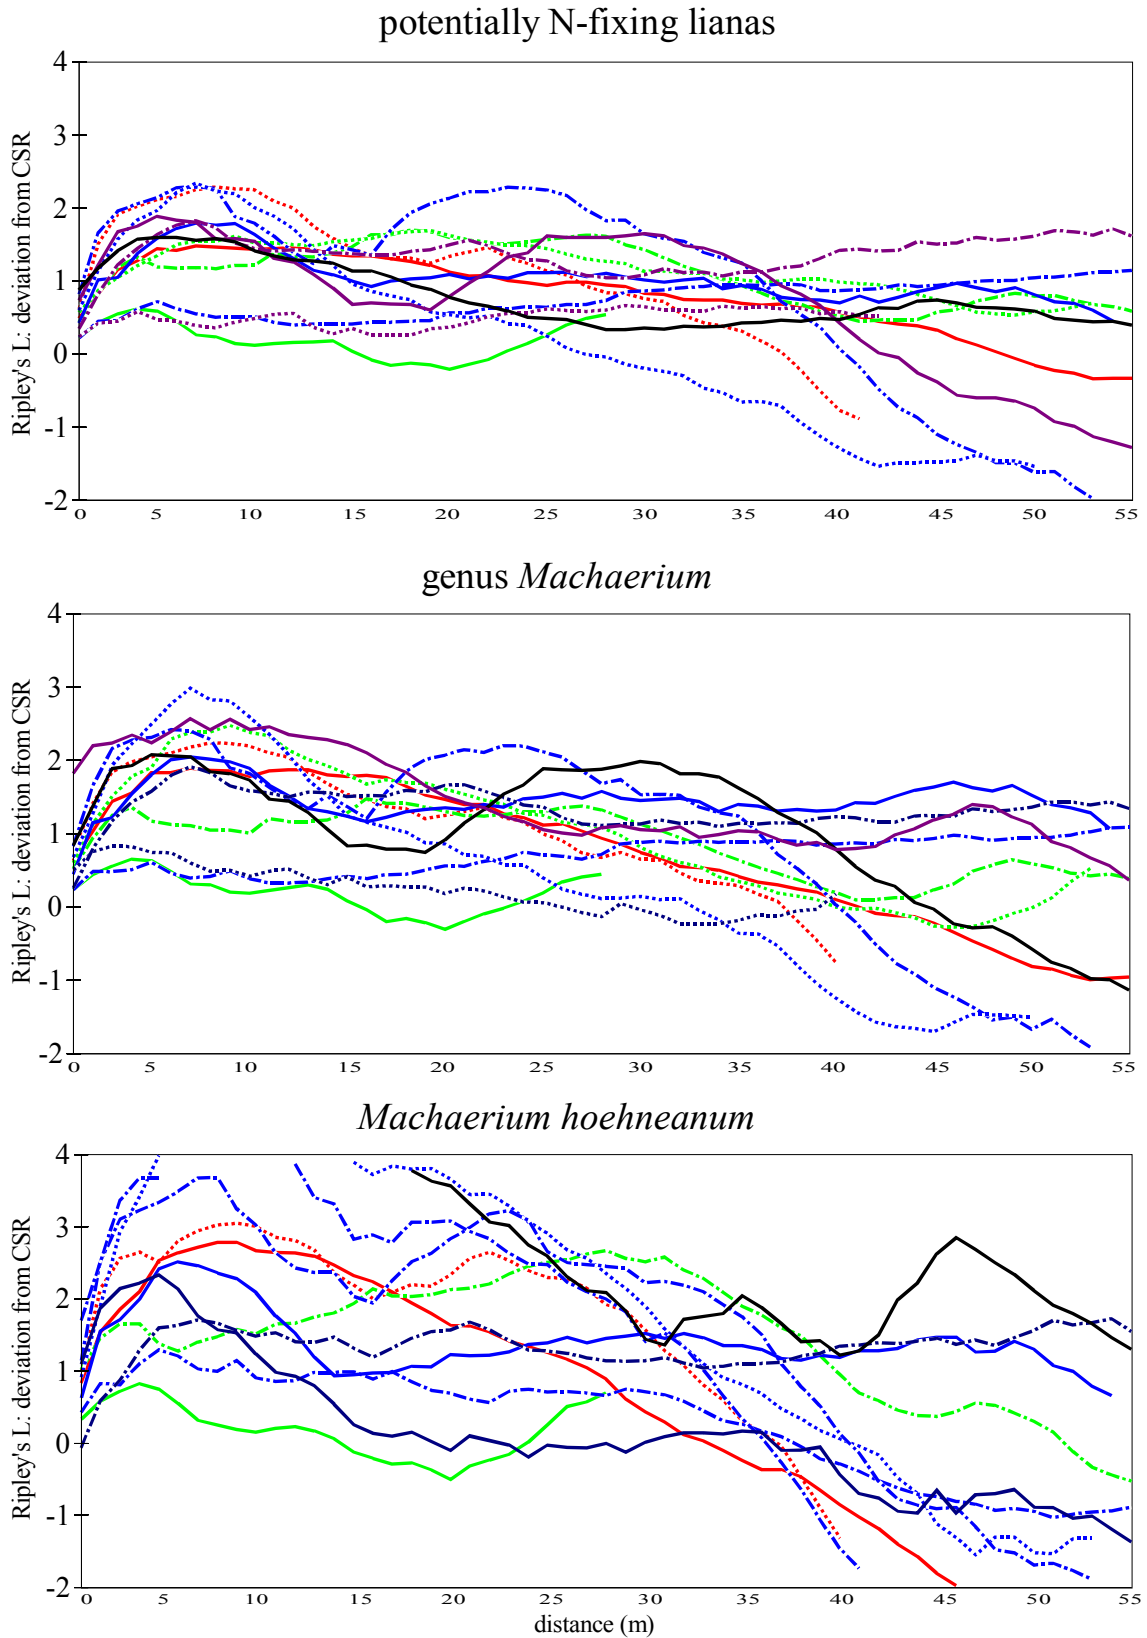 potentially N-fixing lianas
4
3
2
1
0
-1
-2
Ripley's L. deviation from CSR
0 5 10 15 20 25 30 35 40 45 50 55
genus Machaerium
4
3
2
1
0
-1
-2
Ripley's L. deviation from CSR
0 5 10 15 20 25 30 35 40 45 50 55
Machaerium hoehneanum
4
3
2
1
0
-1
-2
Ripley's L: deviation from CSR
0 5 10 15 20 25 30 35 40 45 50 55
distance (m)